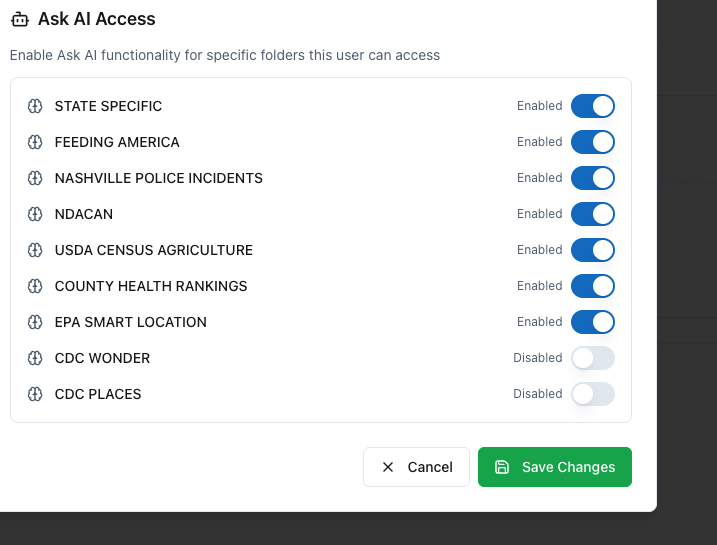 Ask AI Access
Enable Ask AI functionality for specific folders this user can access
STATE SPECIFIC Enabled
FEEDING AMERICA Enabled
NASHVILLE POLICE INCIDENTS Enabled
NDACAN Enabled
USDA CENSUS AGRICULTURE Enabled
COUNTY HEALTH RANKINGS Enabled
EPA SMART LOCATION Enabled
CDC WONDER Disabled
CDC PLACES Disabled
Cancel Save Changes